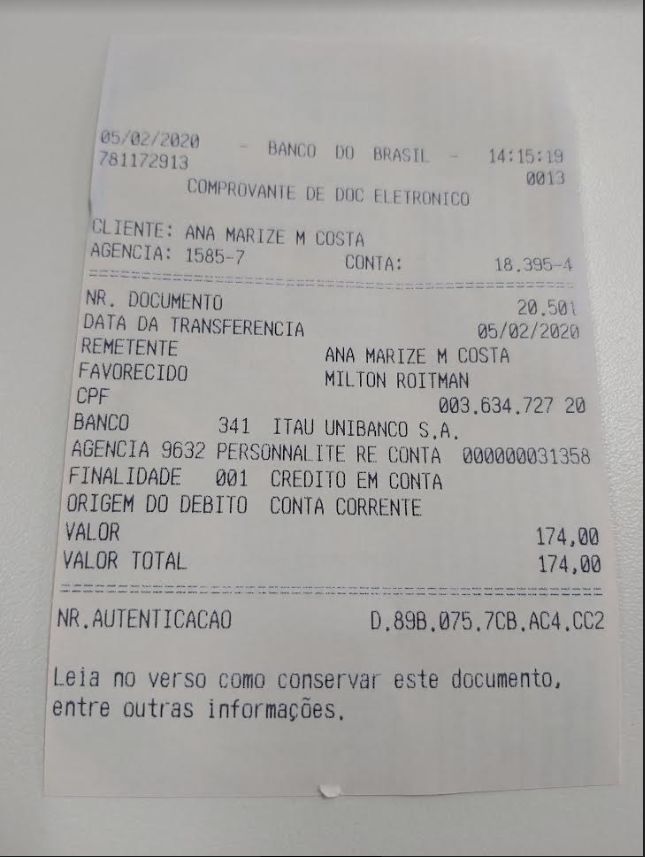 05/02/2020 - BANCO DO BRASIL - 14:15:19
781172913 0013
COMPROVANTE DE DOC ELETRONICO
CLIENTE: ANA MARIZE M COSTA
AGENCIA: 1585-7 CONTA: 18.395-4
NR. DOCUMENTO 20.501
DATA DA TRANSFERENCIA 05/02/2020
REMETENTE ANA MARIZE M COSTA
FAVORECIDO MILTON ROITMAN
CPF 003.634.727 20
BANCO 341 ITAU UNIBANCO S.A.
AGENCIA 9632 PERSONNALITE RE CONTA 000000031358
FINALIDADE 001 CREDITO EM CONTA
ORIGEM DO DEBITO CONTA CORRENTE
VALOR 174,00
VALOR TOTAL 174,00
NR.AUTENTICACAO D.89B.075.7CB.AC4.CC2
Leia no verso como conservar este documento,
entre outras informações.